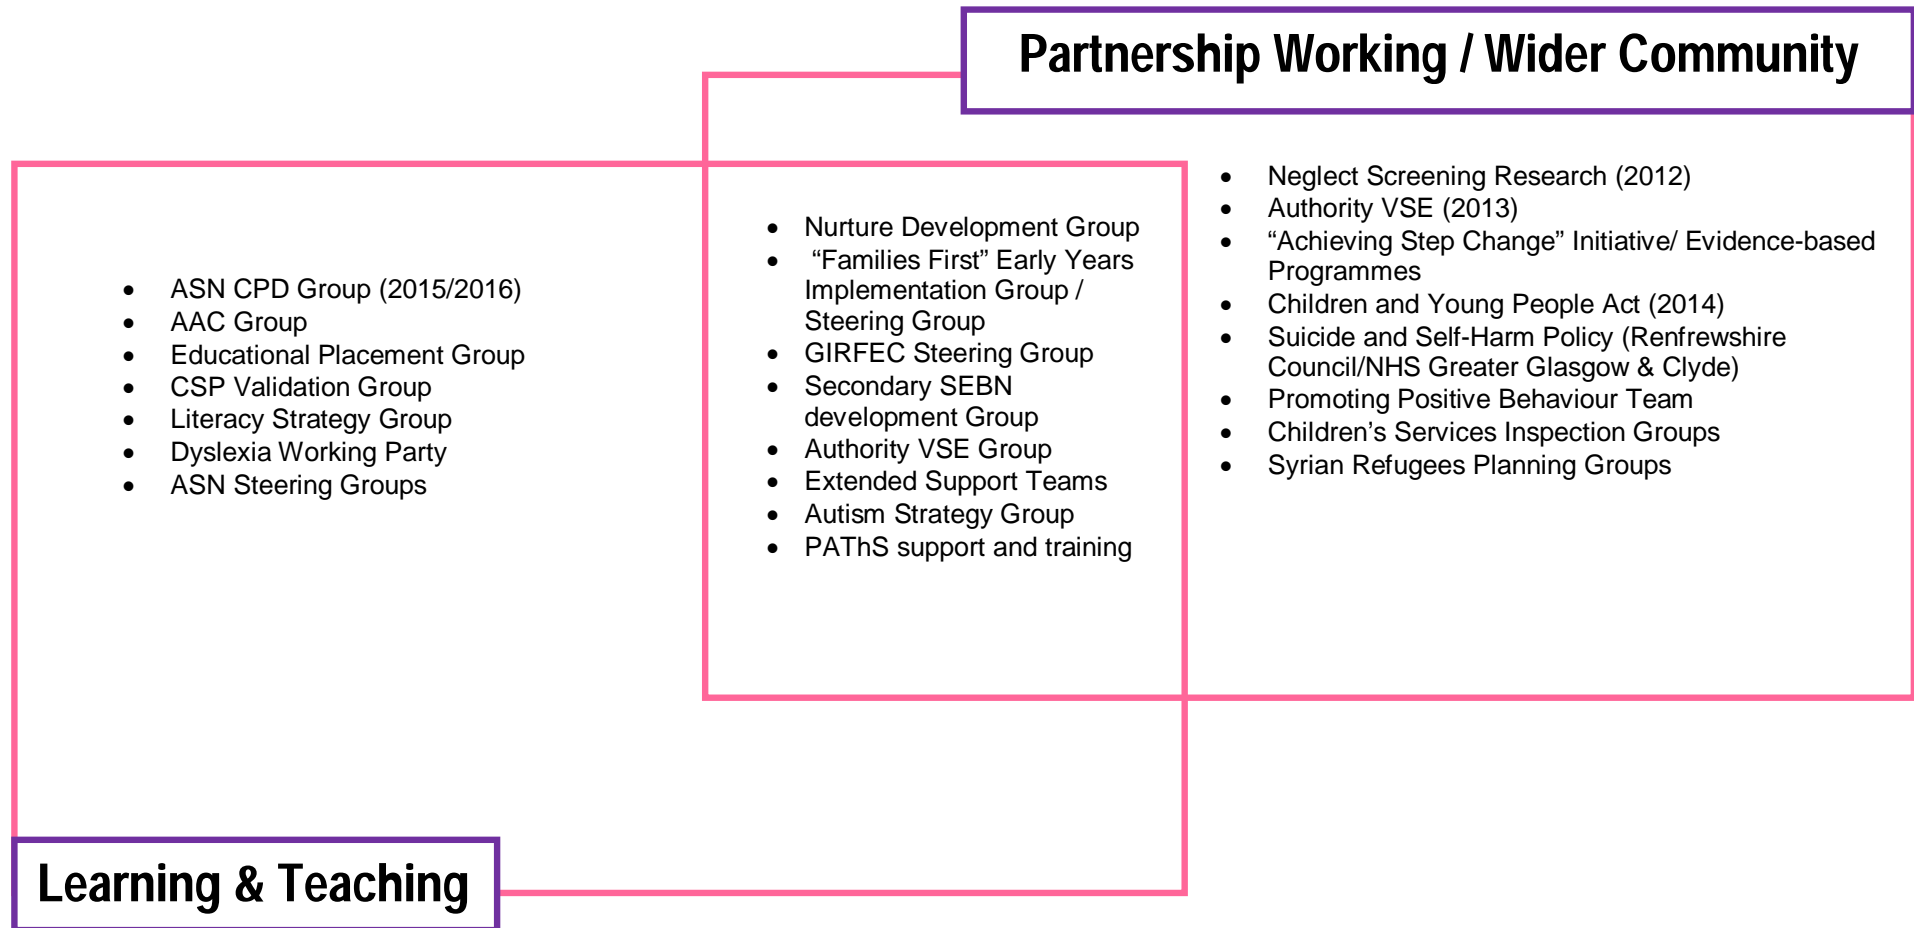 Partnership Working / Wider Community
• ASN CPD Group (2015/2016)
• AAC Group
• Educational Placement Group
• CSP Validation Group
• Literacy Strategy Group
• Dyslexia Working Party
• ASN Steering Groups
• Nurture Development Group
• “Families First” Early Years
Implementation Group /
Steering Group
• GIRFEC Steering Group
• Secondary SEBN
development Group
• Authority VSE Group
• Extended Support Teams
• Autism Strategy Group
• PAThS support and training
• Neglect Screening Research (2012)
• Authority VSE (2013)
• “Achieving Step Change” Initiative/ Evidence-based
Programmes
• Children and Young People Act (2014)
• Suicide and Self-Harm Policy (Renfrewshire
Council/NHS Greater Glasgow & Clyde)
• Promoting Positive Behaviour Team
• Children’s Services Inspection Groups
• Syrian Refugees Planning Groups
Learning & Teaching